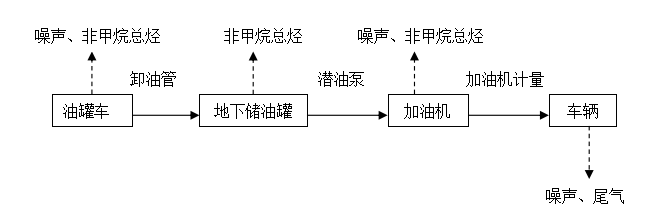 噪声、非甲烷总烃
非甲烷总烃
噪声、非甲烷总烃
卸油管
潜油泵
加油机计量
油罐车
地下储油罐
加油机
车辆
噪声、尾气